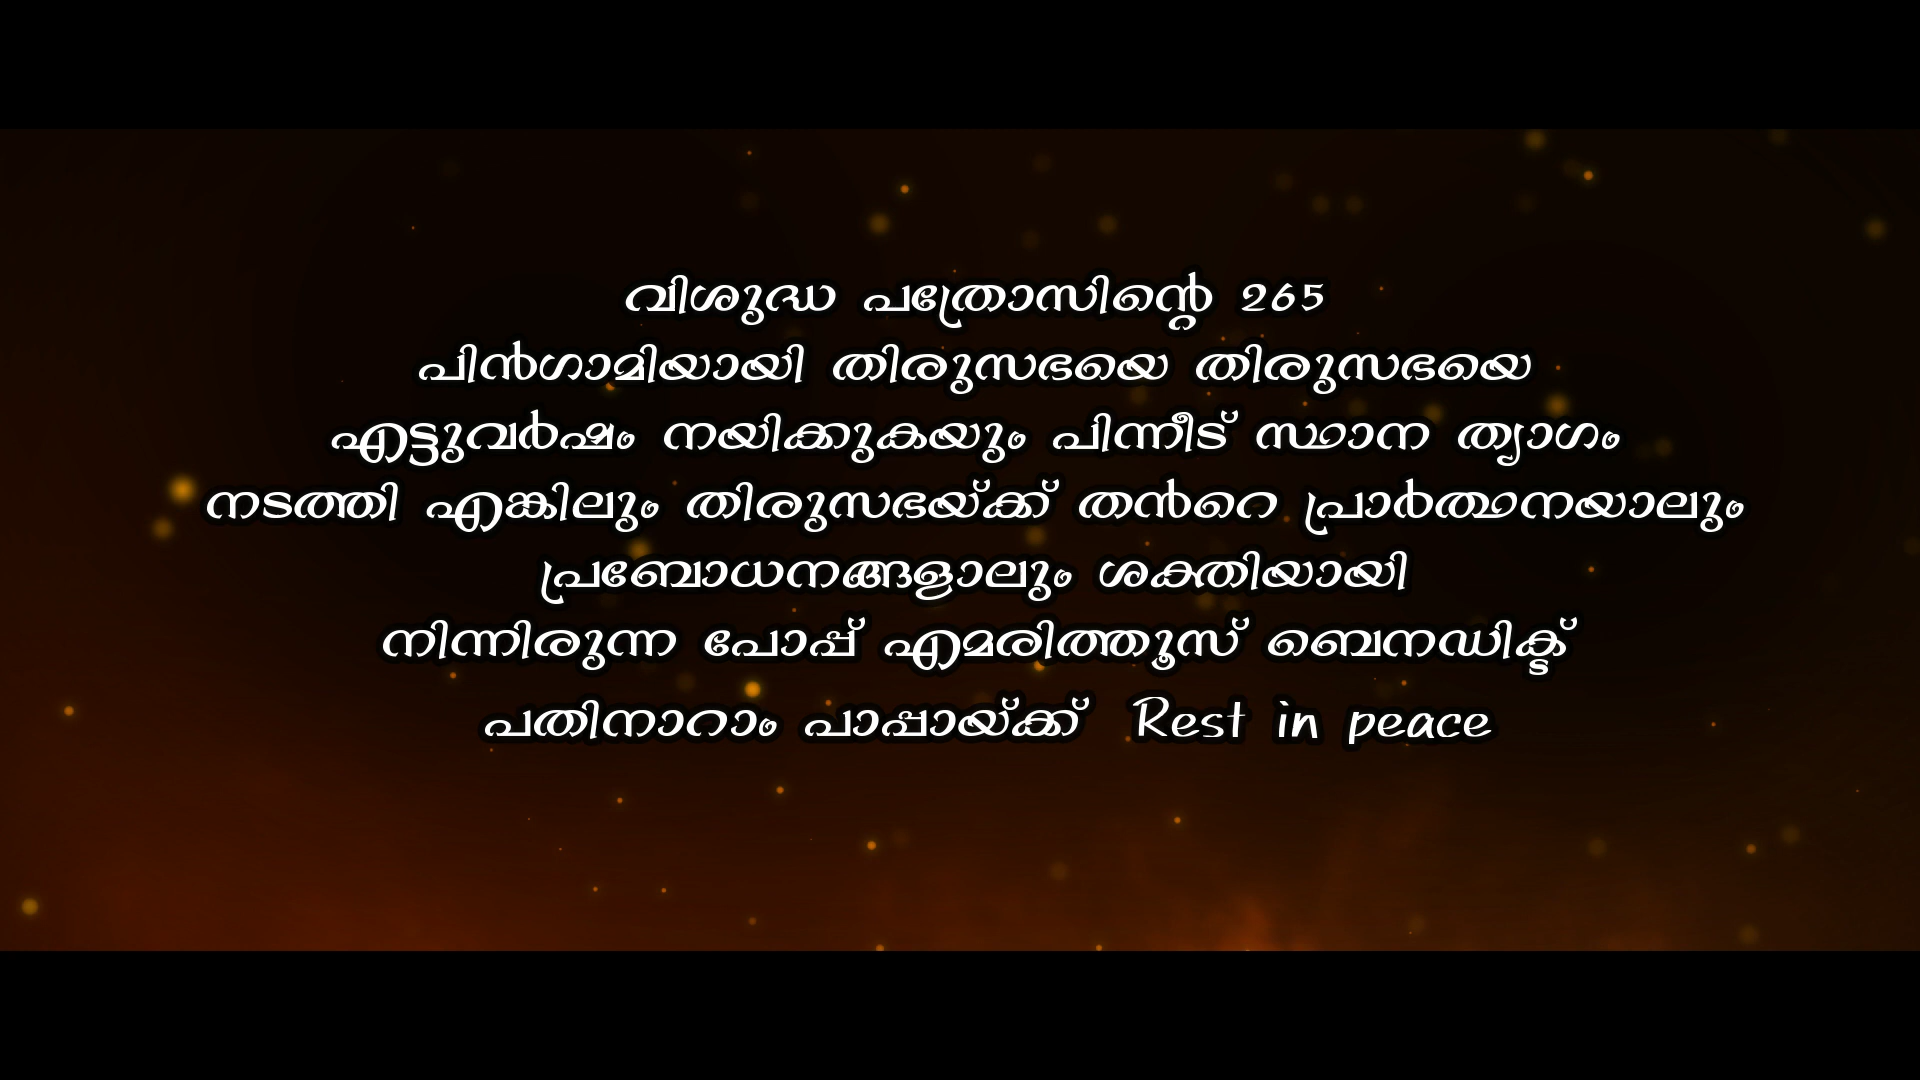 വിശുദ്ധ പത്രോസിന്റെ 265
പിൻഗാമിയായി തിരുസഭയെ തിരുസഭയെ
എട്ടുവർഷം നയിക്കുകയും പിന്നീട് സ്ഥാന ത്യാഗം
നടത്തി എങ്കിലും തിരുസഭയ്ക്ക് തൻറെ പ്രാർത്ഥനയാലും
പ്രബോധനങ്ങളാലും ശക്തിയായി
നിന്നിരുന്ന പോപ്പ് എമരിത്തൂസ് ബെനഡിക്ട്
പതിനാറാം പാപ്പായ്ക്ക് Rest in peace